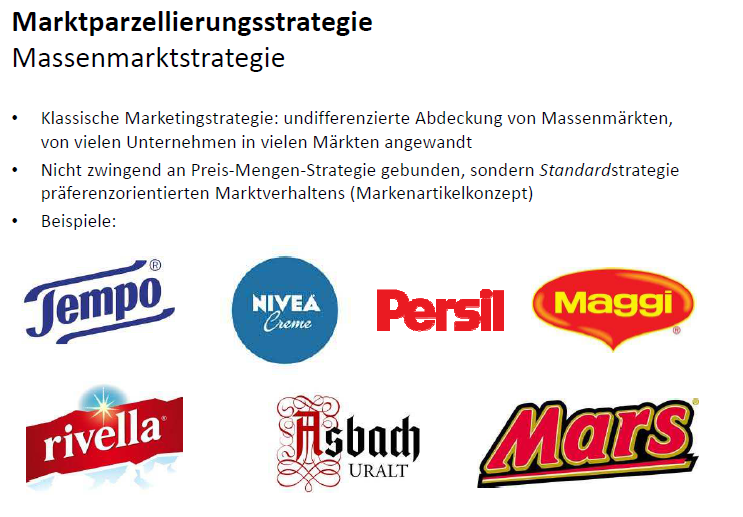 Marktparzellierungsstrategie
Massenmarktstrategie
• Klassische Marketingstrategie: undifferenzierte Abdeckung von Massenmärkten,
von vielen Unternehmen in vielen Märkten angewandt
• Nicht zwingend an Preis-Mengen-Strategie gebunden, sondern Standardstrategie
präferenzorientierten Marktverhaltens (Markenartikelkonzept)
• Beispiele:
Tempo®
NIVEA
Creme
Persil
Maggi®
rivella®
Asbach
URALT
Mars®